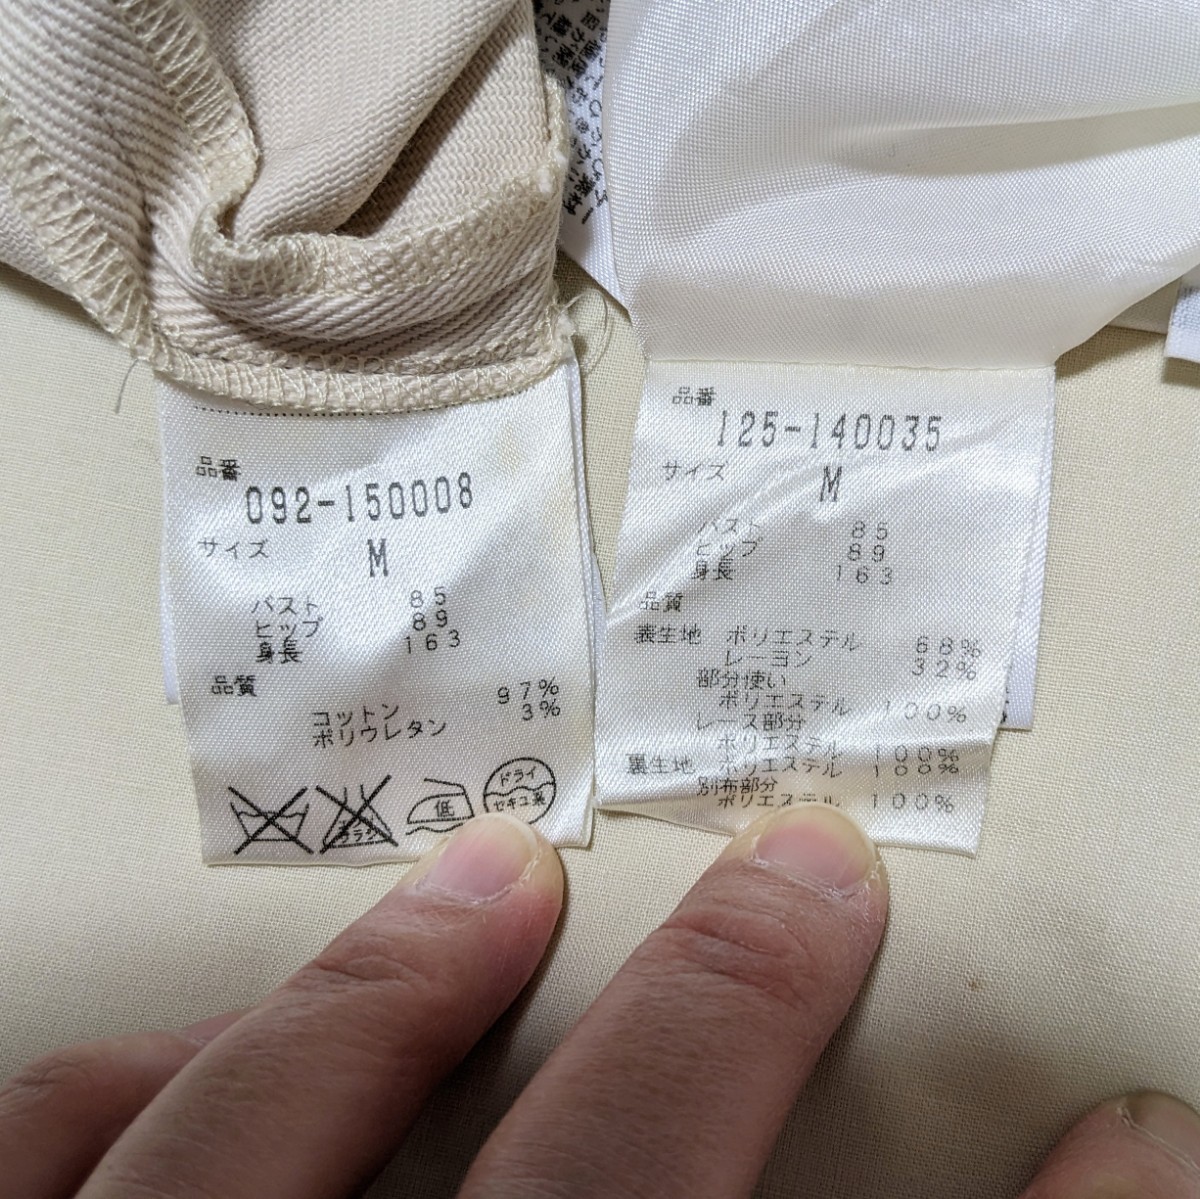 品番
092-150008
サイズ
M
バスト 85
ヒップ 89
身長 163
品質
コットン 97%
ポリウレタン 3%
低
ドライ
セキユ系
品番
125-140035
サイズ
M
バスト 85
ヒップ 89
身長 163
品質
表生地 ポリエステル 68%
レーヨン 32%
部分使い
ポリエステル 100%
レース部分
ポリエステル 100%
裏生地 ポリエステル 100%
別布部分
ポリエステル 100%